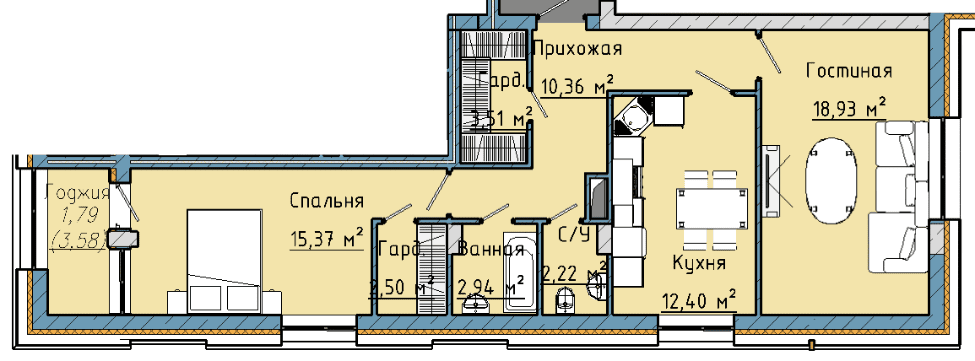 Прихожая
10,36 м²
Гард.
3,51 м²
Гостиная
18,93 м²
Лоджия
1,79
(3,58)
Спальня
15,37 м²
Гард.
2,50 м²
Ванная
2,94 м²
С/У
2,22 м²
Кухня
12,40 м²